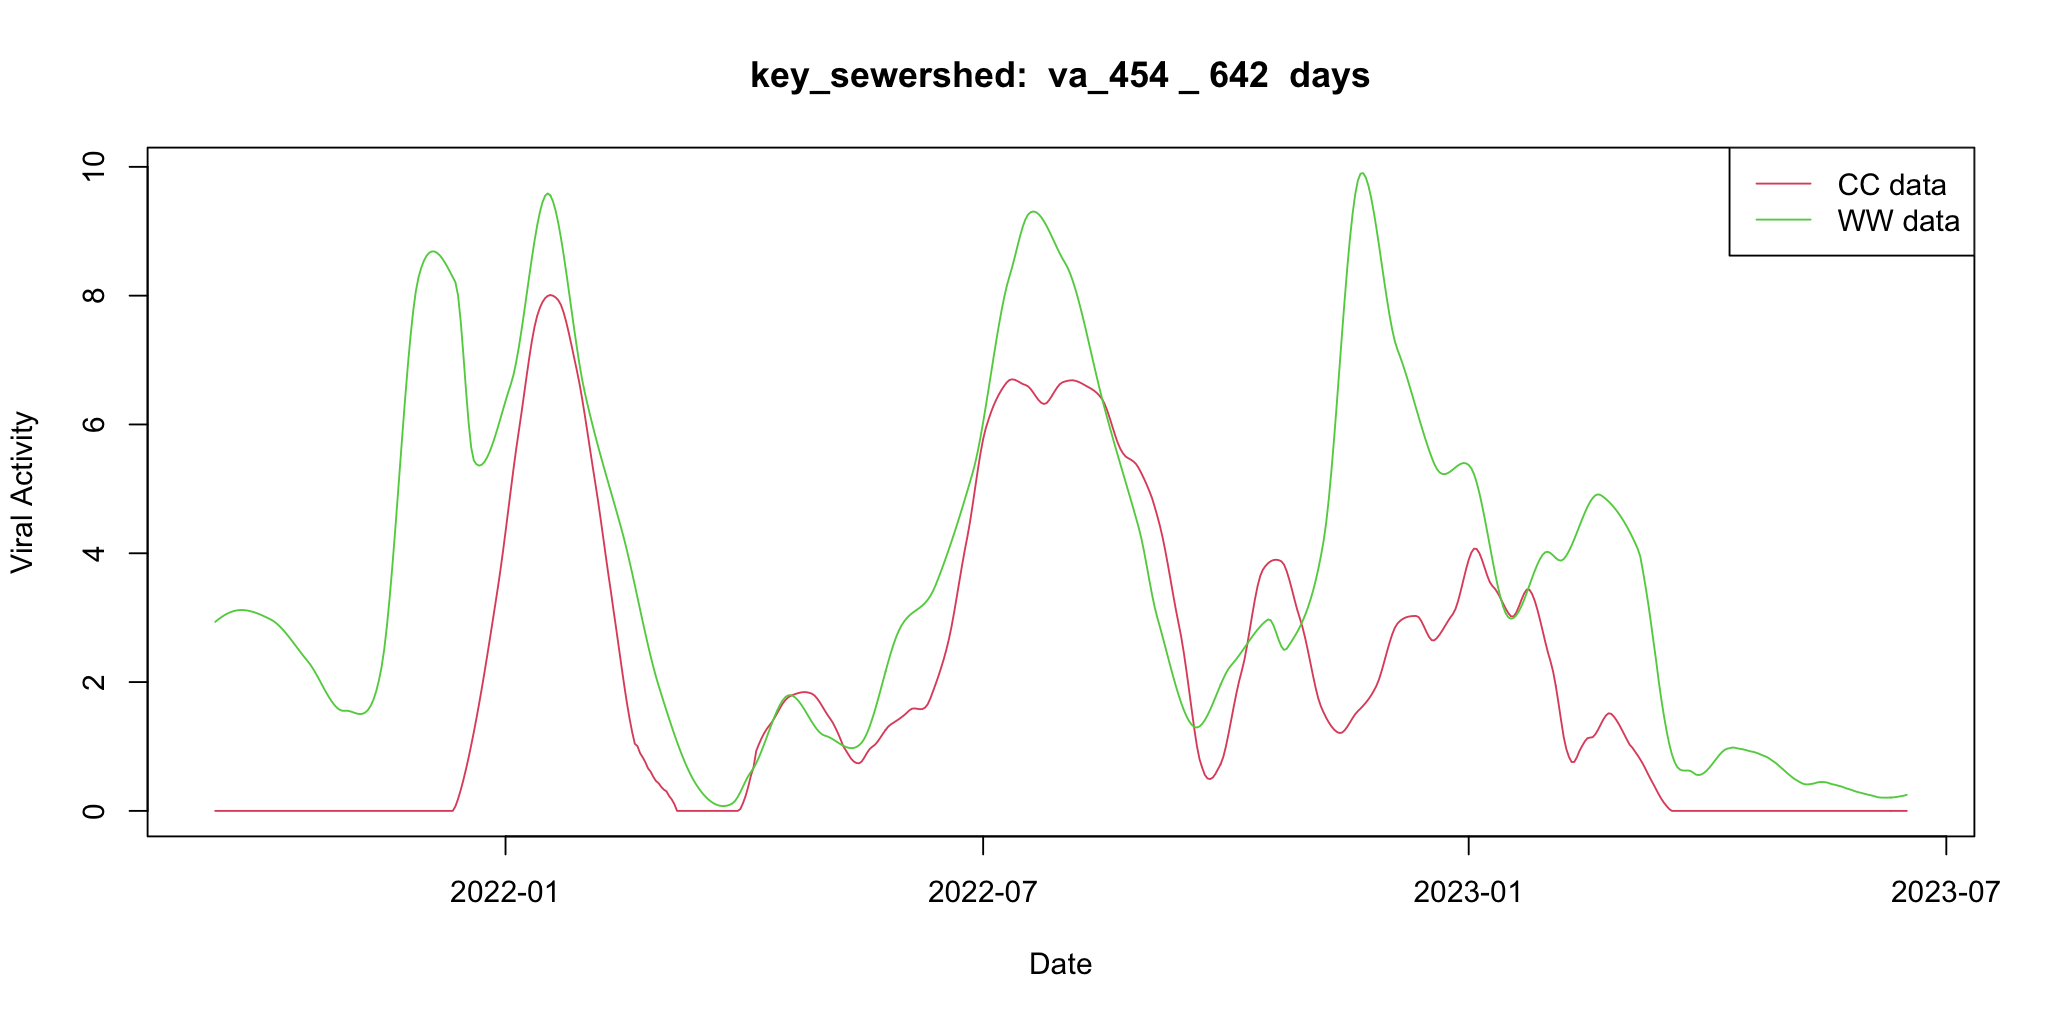 key_sewershed:  va_454 _ 642  days
CC data
WW data
Viral Activity
10
8
6
4
2
0
2022-01
2022-07
2023-01
2023-07
Date